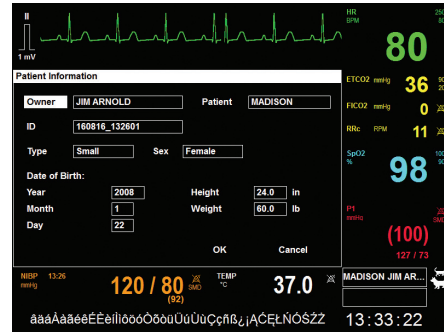 II
HR
BPM
80
1 mV
Patient Information
Owner JIM ARNOLD Patient MADISON
ID 160816_132601
Type Small Sex Female
Date of Birth:
Year 2008 Height 24.0 in
Month 1 Weight 60.0 lb
Day 22
OK Cancel
ETCO2 mmHg 36
FICO2 mmHg 0
RRc RPM 11
SpO2
%
98
P1
mmHg
SMD
(100)
127 / 73
NIBP 13:26
mmHg
120 / 80
(92)
SMD
TEMP
°C
37.0
MADISON JIM AR...
13:33:22